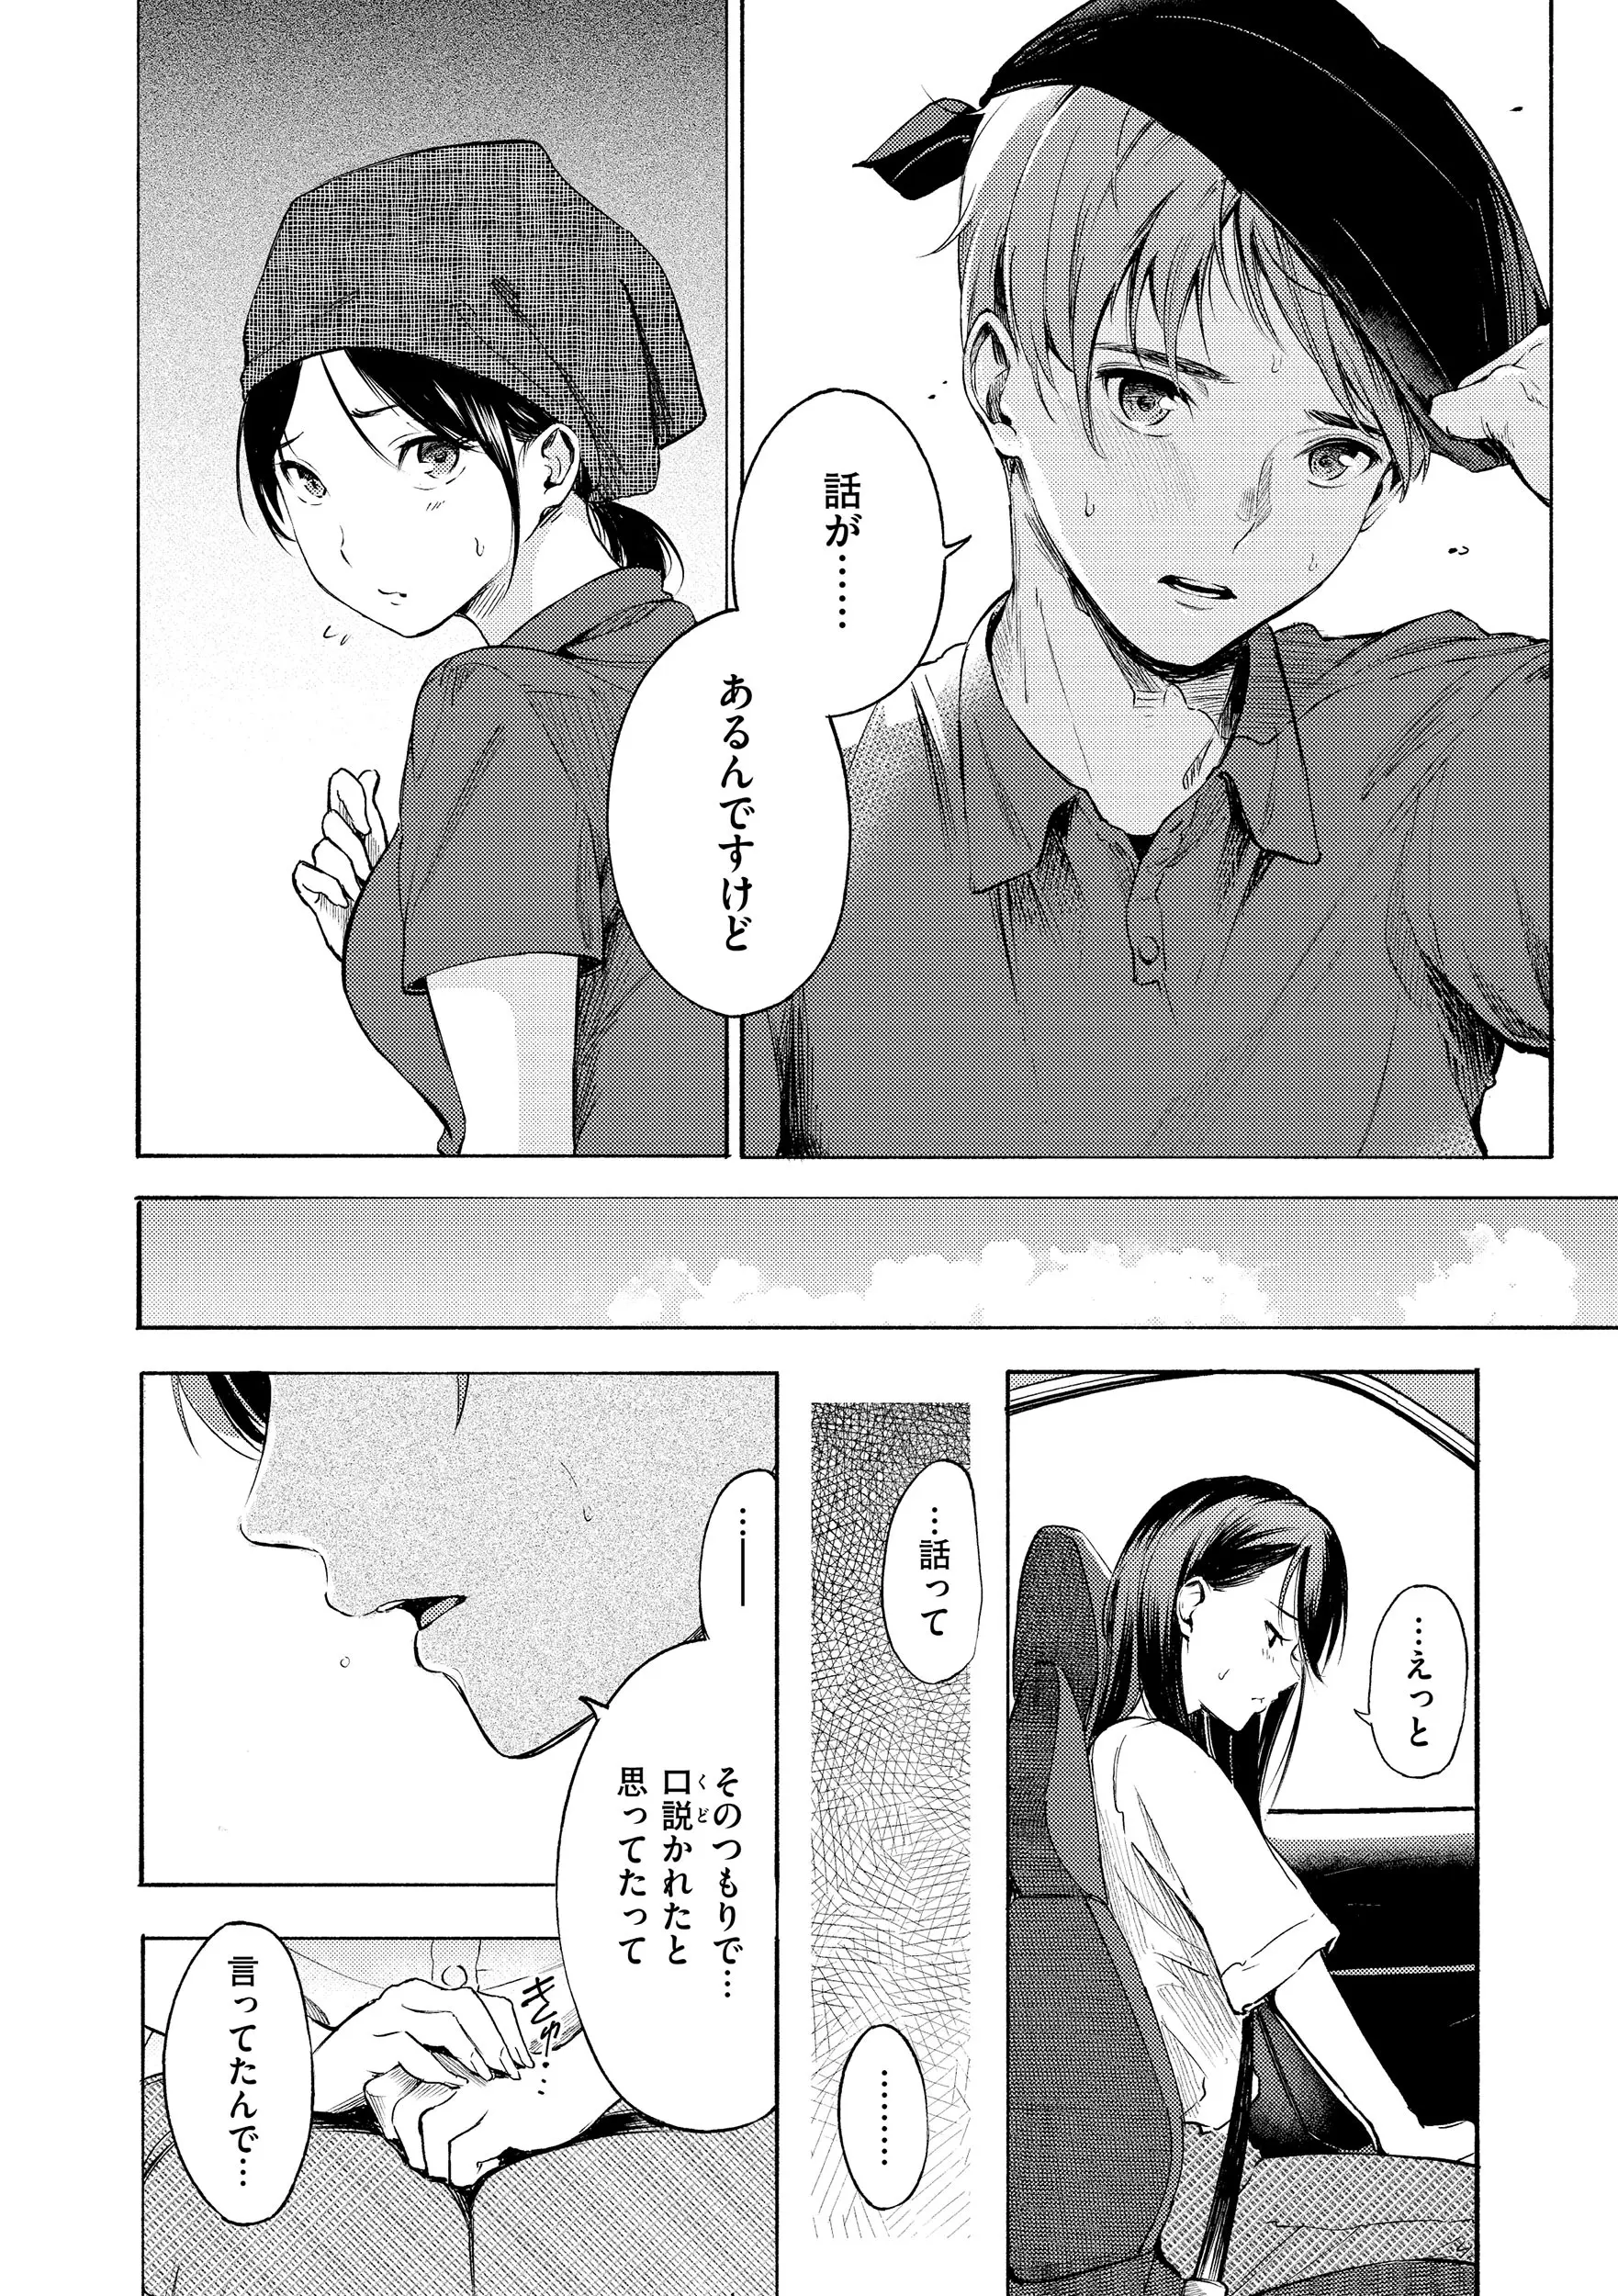 話が……
あるんですけど
…えっと
…話って
………
…――
そのつもりで…
口説かれたと
くど
思ってたって
きゅ…
言ってたんで…